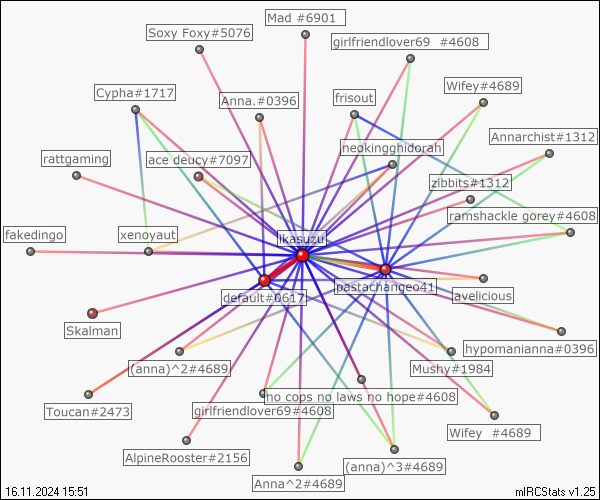 Mad #6901
Soxy Foxy#5076
girlfriendlover69 #4608
Cypha#1717
Anna.#0396
frisout
Wifey#4689
Annarchist#1312
neokingghidorah
rattgaming
ace deucy#7097
zibbits#1312
ramshackle gorey#4608
fakedingo
xenoyaut
ikasuzu
default#0617
pastachangeo41
avelicious
Skalman
hypomanianna#0396
(anna)^2#4689
Mushy#1984
Toucan#2473
girlfriendlover69#4608
no cops no laws no hope#4608
Wifey #4689
AlpineRooster#2156
Anna^2#4689
(anna)^3#4689
16.11.2024 15:51
mIRCStats v1.25